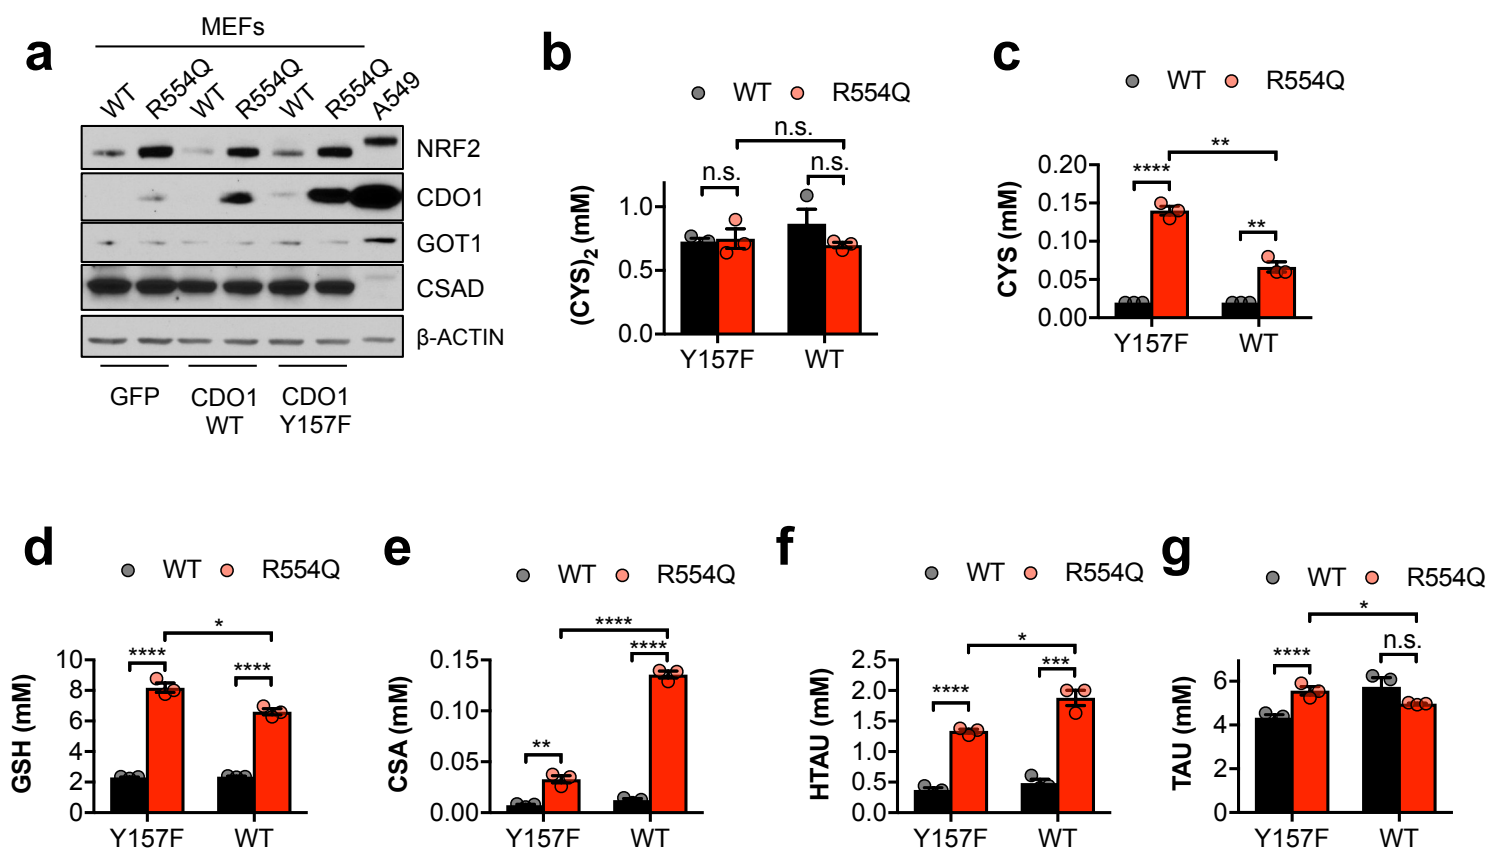 a
MEFs
WT R554Q WT R554Q WT R554Q A549
NRF2
CDO1
GOT1
CSAD
β-ACTIN
GFP CDO1 CDO1
WT Y157F
b
WT R554Q
n.s.
n.s. n.s.
(CYS)2 (mM)
1.0
0.5
0.0
Y157F WT
c
WT R554Q
**
****
**
CYS (mM)
0.20
0.15
0.10
0.05
0.00
Y157F WT
d
WT R554Q
*
**** ****
GSH (mM)
10
8
6
4
2
0
Y157F WT
e
WT R554Q
****
****
**
CSA (mM)
0.15
0.10
0.05
0.00
Y157F WT
f
WT R554Q
*
***
****
HTAU (mM)
2.5
2.0
1.5
1.0
0.5
0.0
Y157F WT
g
WT R554Q
*
n.s.
****
TAU (mM)
6
4
2
0
Y157F WT